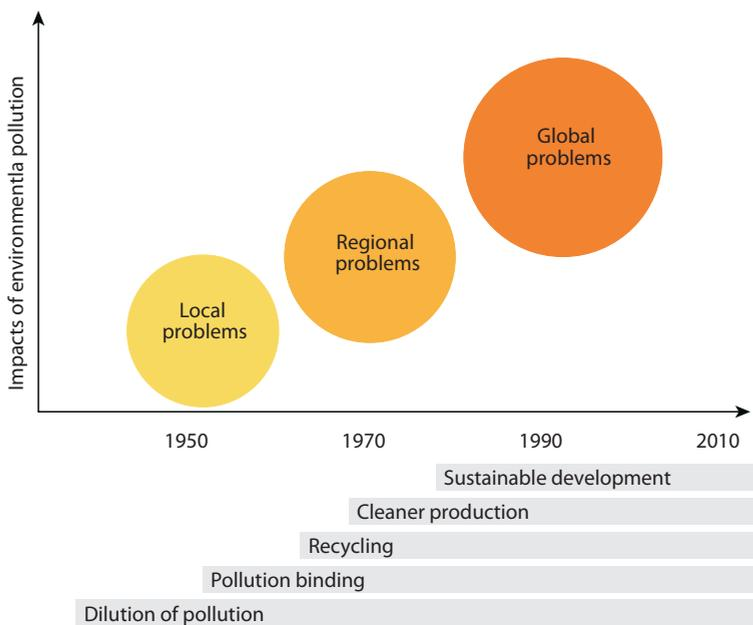 Impacts of environmentla pollution
Global
problems
Regional
problems
Local
problems
1950 1970 1990 2010
Sustainable development
Cleaner production
Recycling
Pollution binding
Dilution of pollution